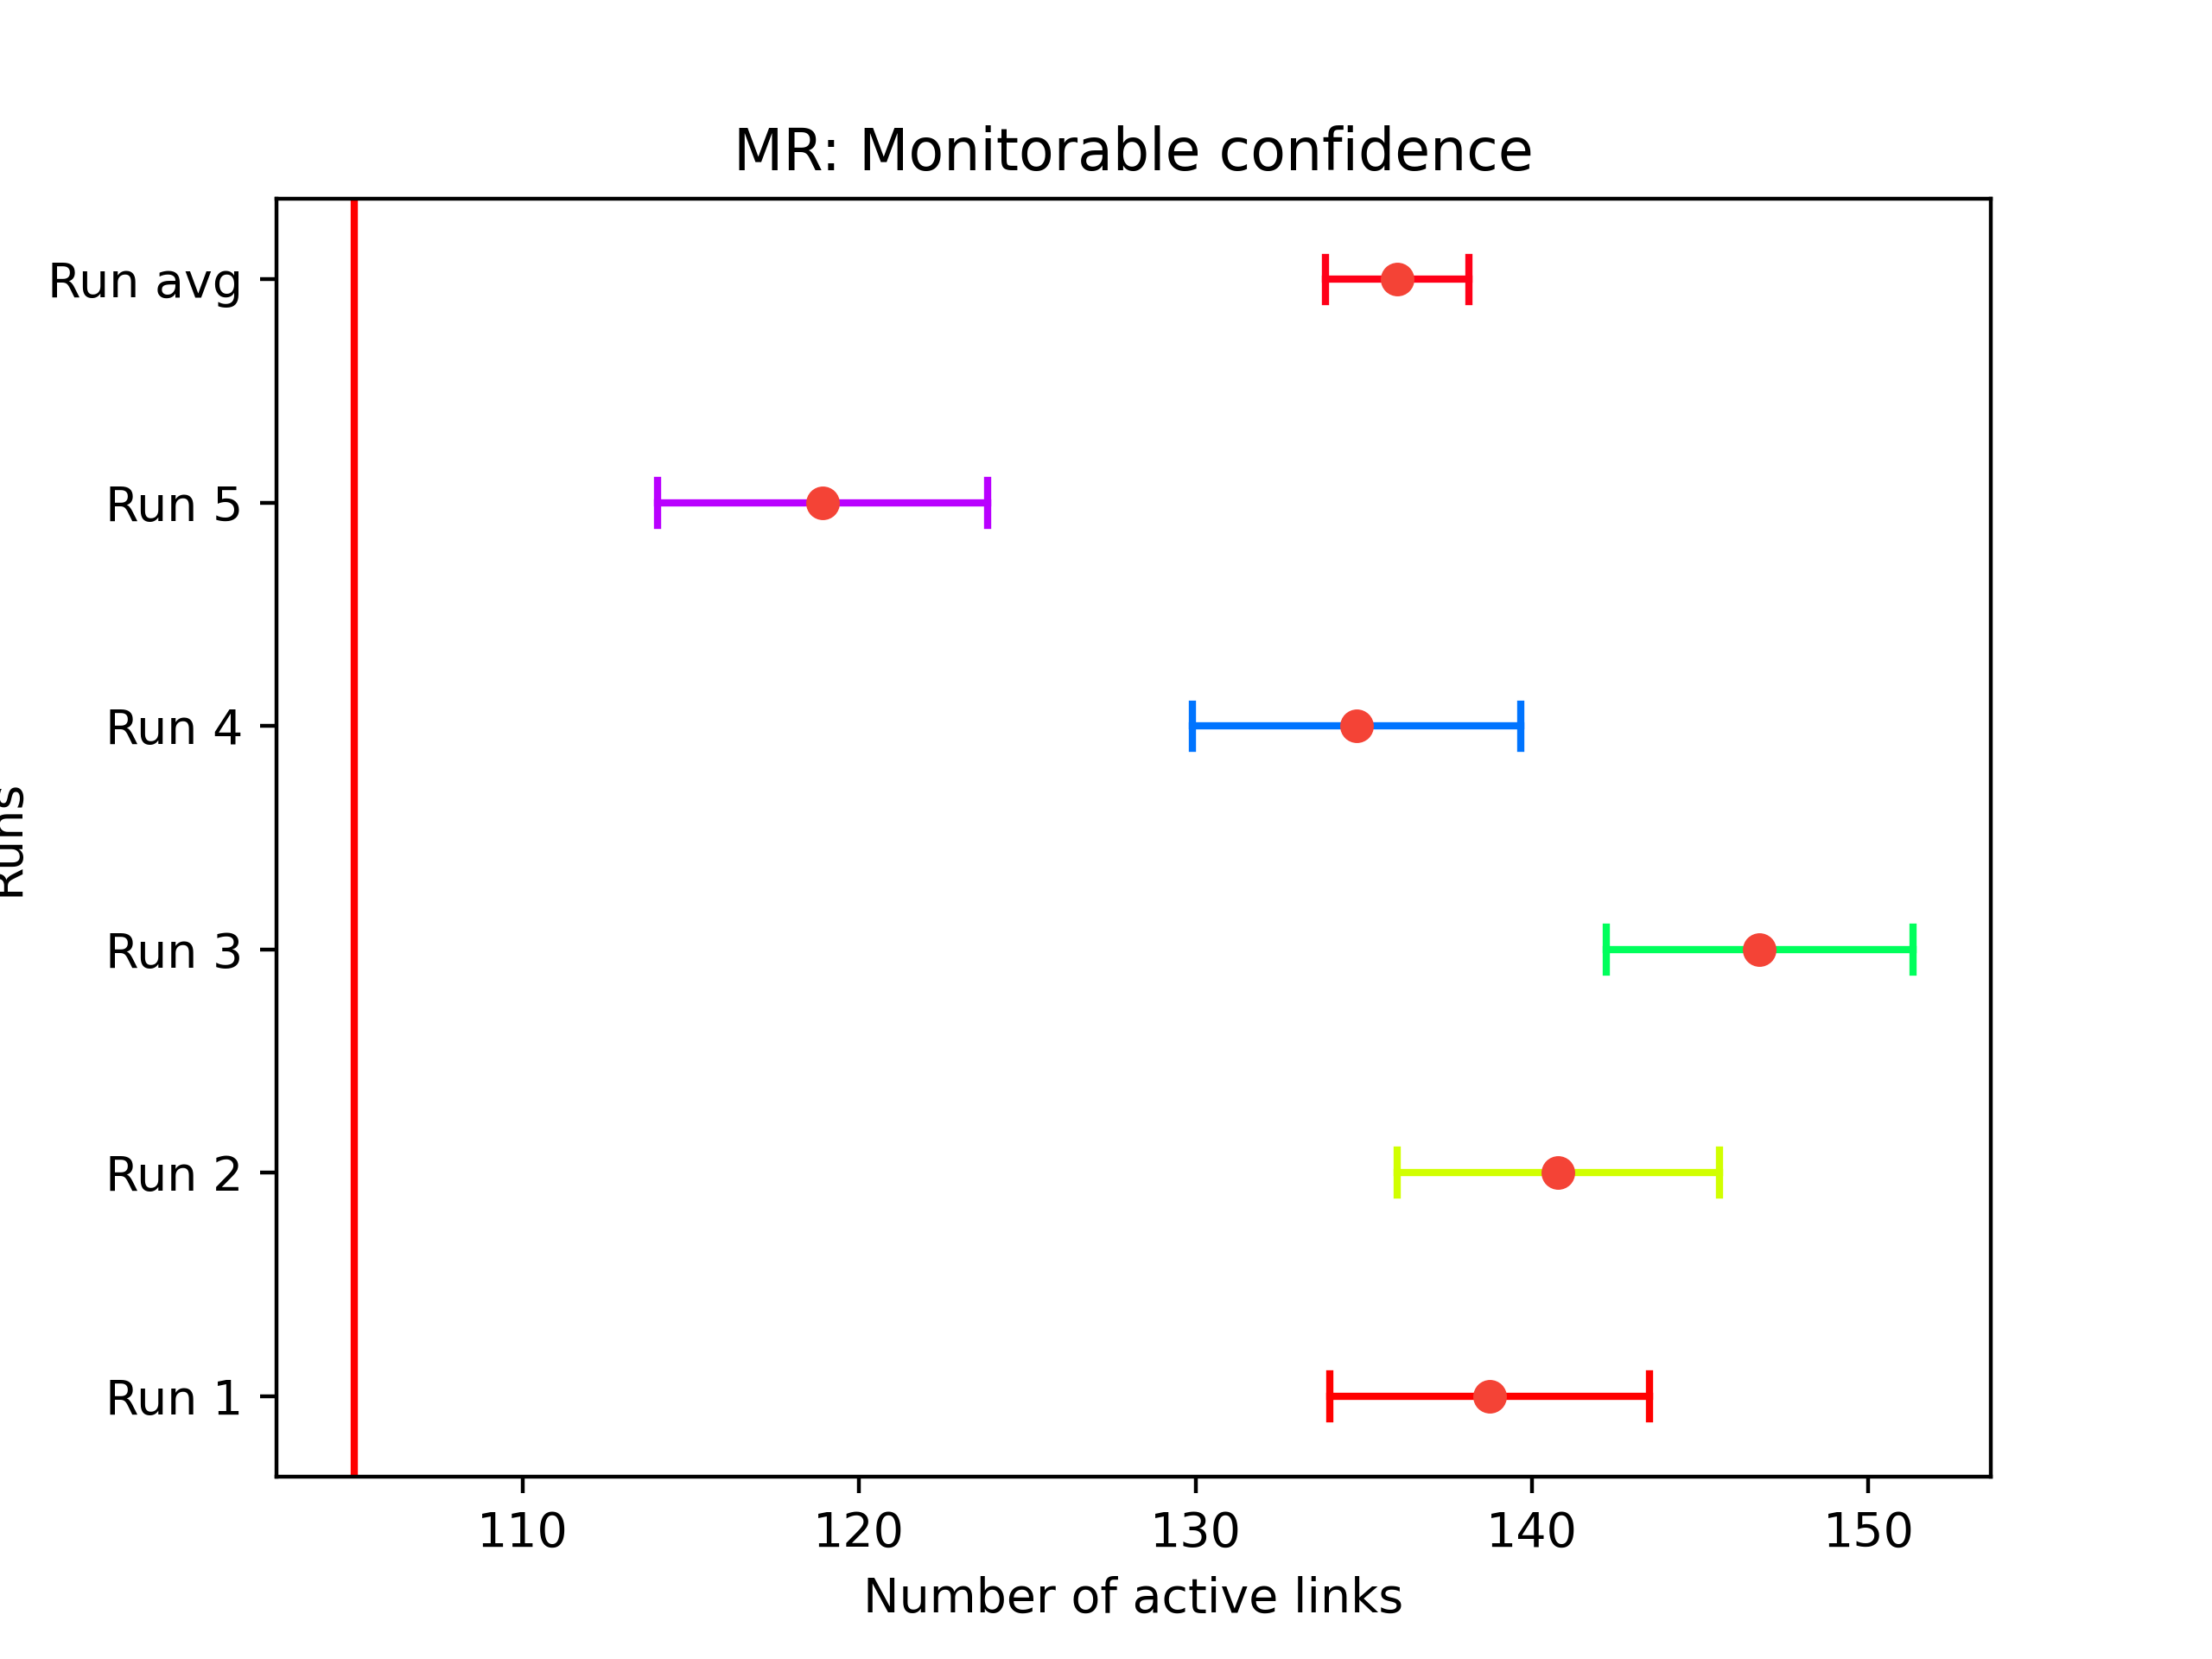 MR: Monitorable confidence
Run avg
Run 5
Run 4
Runs
Run 3
Run 2
Run 1
110 120 130 140 150
Number of active links